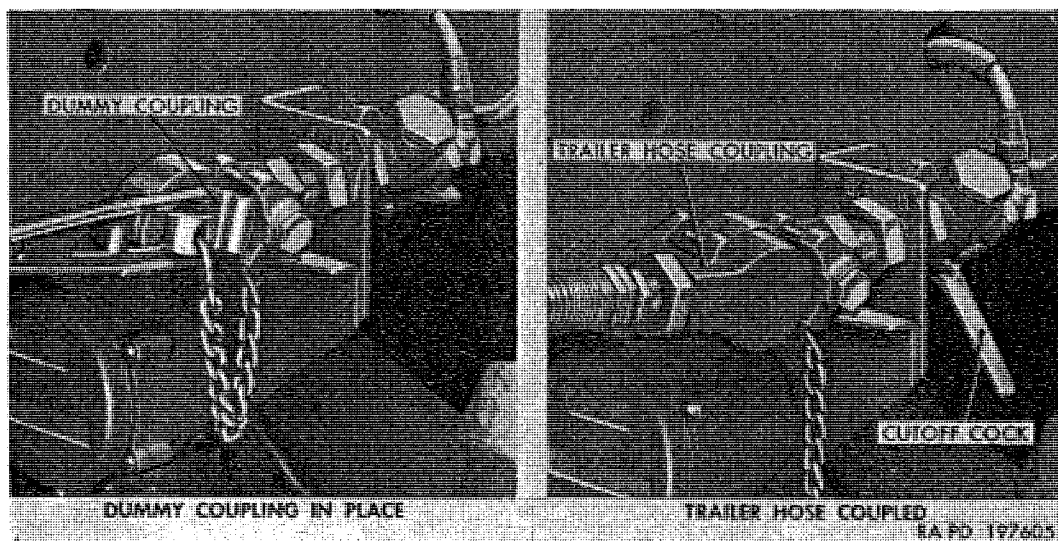 DUMMY COUPLING
TRAILER HOSE COUPLING
CUTOFF COCK
DUMMY COUPLING IN PLACE
TRAILER HOSE COUPLED
RA PD 197605